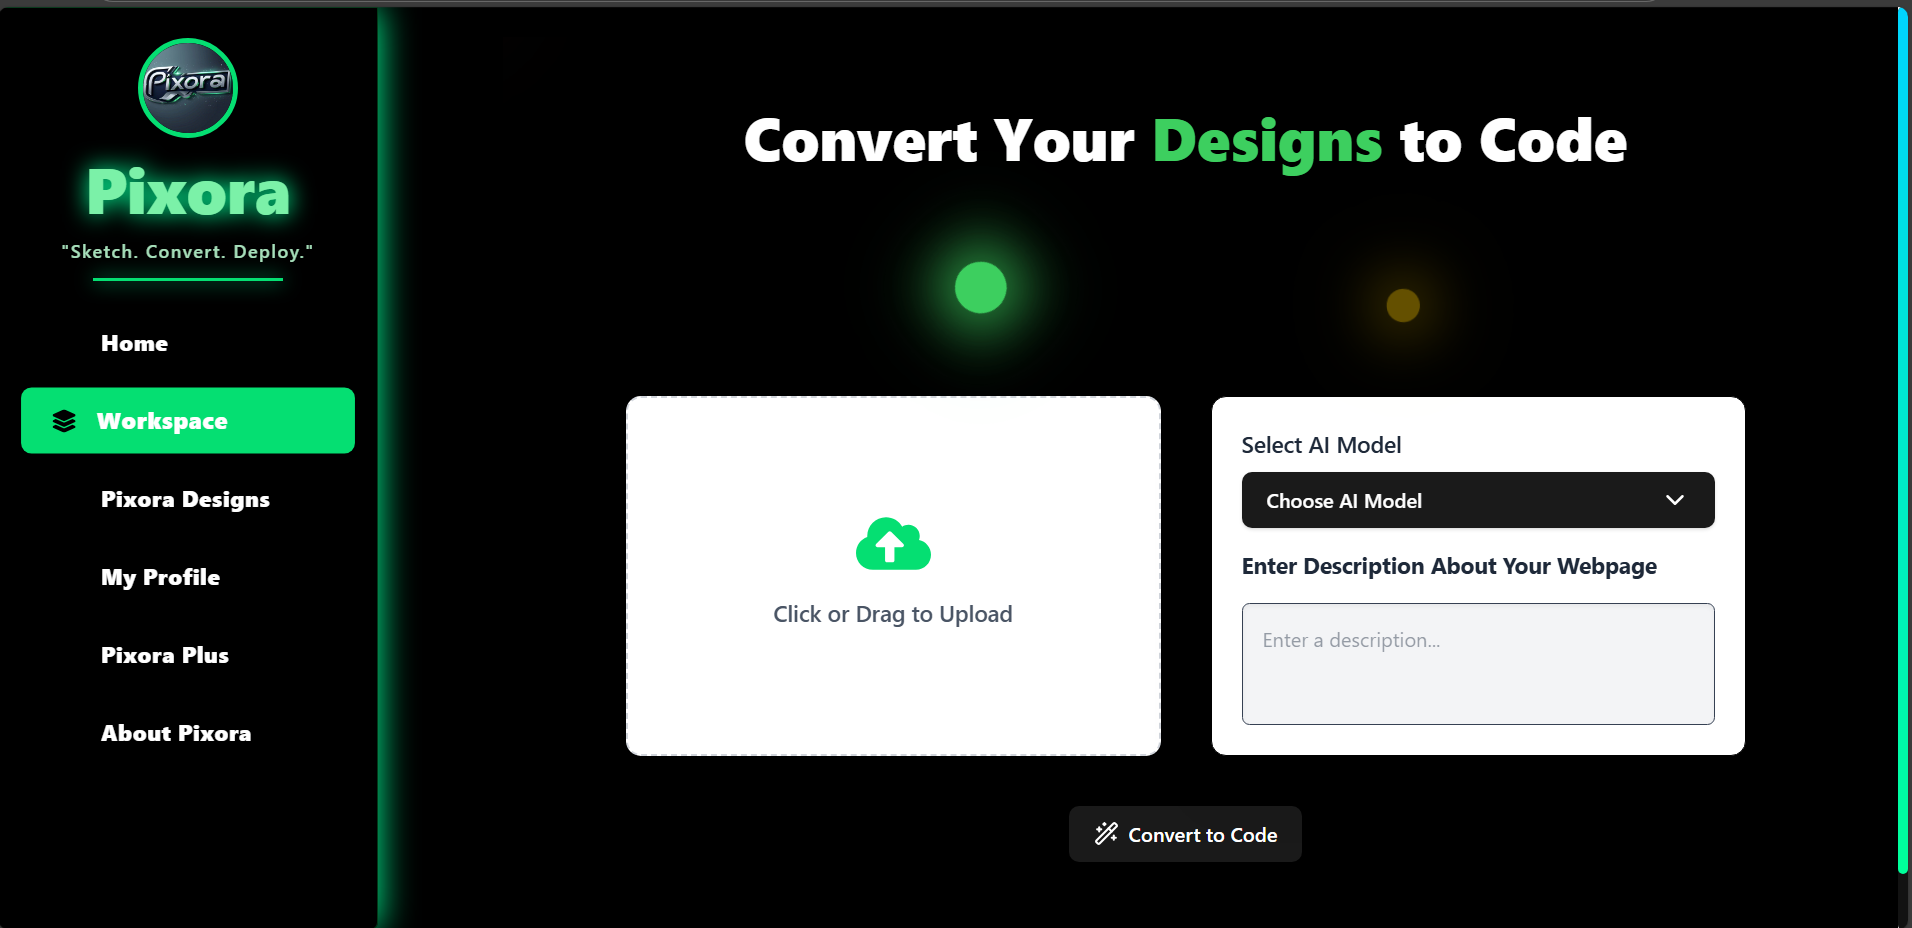 Pixora
Pixora
"Sketch. Convert. Deploy."
Home
Workspace
Pixora Designs
My Profile
Pixora Plus
About Pixora
Convert Your Designs to Code
Click or Drag to Upload
Select AI Model
Choose AI Model
Enter Description About Your Webpage
Enter a description...
Convert to Code